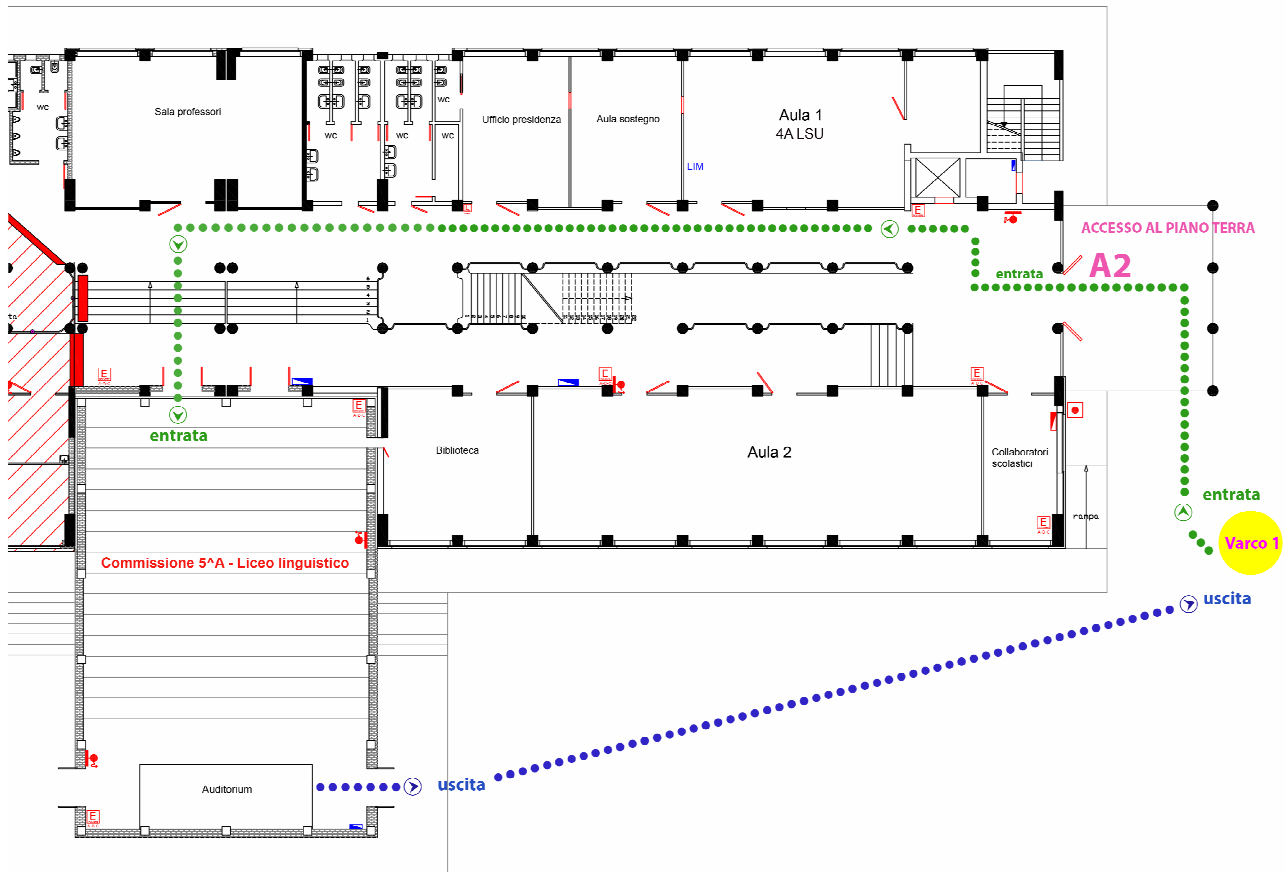 Sala professori
WC
WC
WC
WC
Ufficio presidenza
Aula sostegno
Aula 1
4A LSU
LIM
E
E
ACCESSO AL PIANO TERRA
A2
entrata
E
E
E
entrata
Biblioteca
Aula 2
Collaboratori
scolastici
E
A D C
rampa
entrata
Varco 1
Commissione 5^A - Liceo linguistico
uscita
uscita
Auditorium
E
A D C